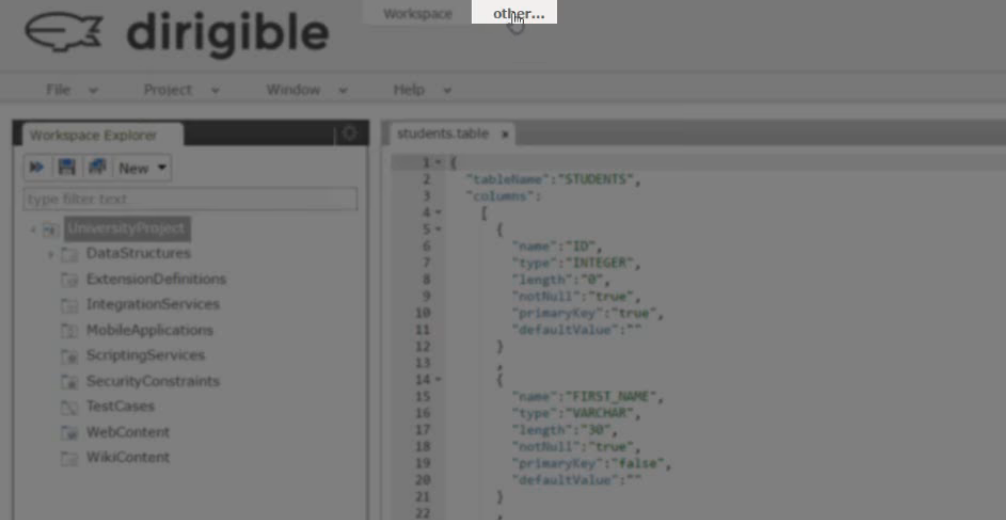 Workspace other...
dirigible
File Project Window Help
Workspace Explorer
New
type filter text
UniversityProject
DataStructures
ExtensionDefinitions
IntegrationServices
MobileApplications
ScriptingServices
SecurityConstraints
TestCases
WebContent
WikiContent
students.table x
1 {
2 "tableName":"STUDENTS",
3 "columns":
4 [
5 {
6 "name":"ID",
7 "type":"INTEGER",
8 "length":"0",
9 "notNull":"true",
10 "primaryKey":"true",
11 "defaultValue":""
12 }
13 ,
14 {
15 "name":"FIRST_NAME",
16 "type":"VARCHAR",
17 "length":"30",
18 "notNull":"true",
19 "primaryKey":"false",
20 "defaultValue":""
21 }
22 ,